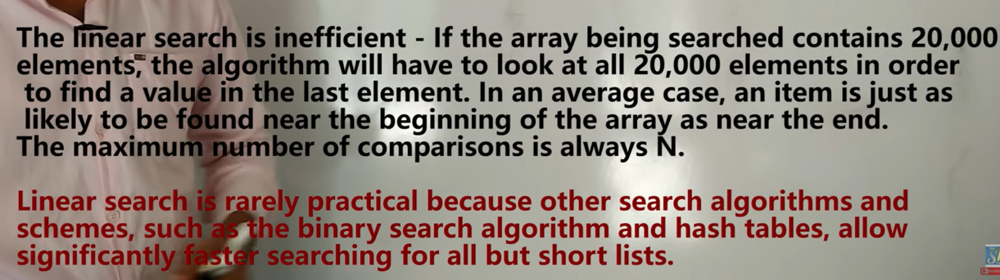 The linear search is inefficient - If the array being searched contains 20,000
elements, the algorithm will have to look at all 20,000 elements in order
to find a value in the last element. In an average case, an item is just as
likely to be found near the beginning of the array as near the end.
The maximum number of comparisons is always N.
Linear search is rarely practical because other search algorithms and
schemes, such as the binary search algorithm and hash tables, allow
significantly faster searching for all but short lists.